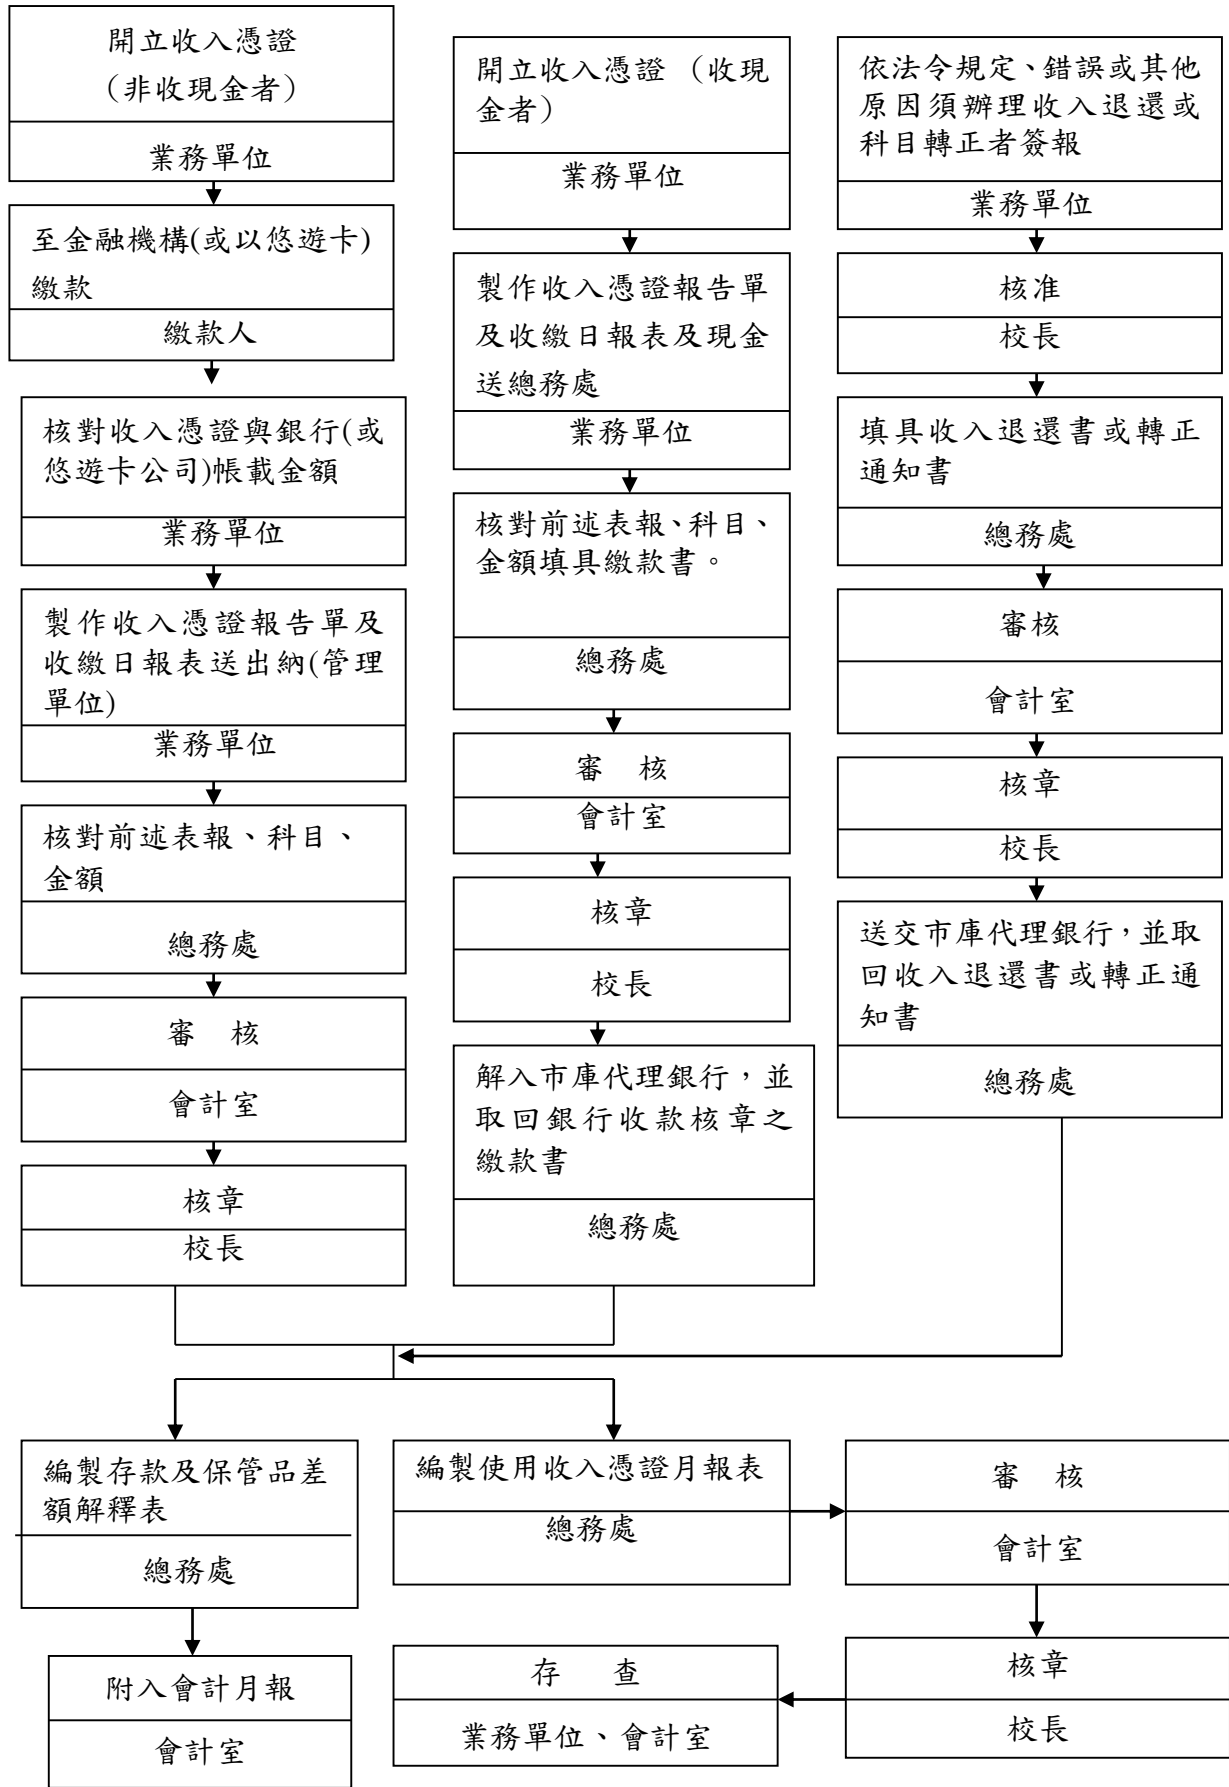 開立收入憑證
（非收現金者）
業務單位
至金融機構(或以悠遊卡)
繳款
繳款人
核對收入憑證與銀行(或
悠遊卡公司)帳載金額
業務單位
製作收入憑證報告單及
收繳日報表送出納(管理
單位)
業務單位
核對前述表報、科目、
金額
總務處
審　核
會計室
核章
校長
開立收入憑證 （收現
金者）
業務單位
製作收入憑證報告單
及收繳日報表及現金
送總務處
業務單位
核對前述表報、科目、
金額填具繳款書。
總務處
審　核
會計室
核章
校長
解入市庫代理銀行，並
取回銀行收款核章之
繳款書
總務處
依法令規定、錯誤或其他
原因須辦理收入退還或
科目轉正者簽報
業務單位
核准
校長
填具收入退還書或轉正
通知書
總務處
審核
會計室
核章
校長
送交市庫代理銀行，並取
回收入退還書或轉正通
知書
總務處
編製存款及保管品差
額解釋表
總務處
附入會計月報
會計室
編製使用收入憑證月報表
總務處
審　核
會計室
核章
校長
存　　查
業務單位、會計室